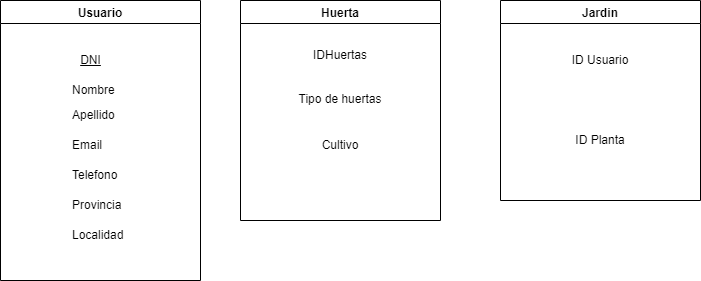 Usuario
DNI
Nombre
Apellido
Email
Telefono
Provincia
Localidad
Huerta
IDHuertas
Tipo de huertas
Cultivo
Jardin
ID Usuario
ID Planta